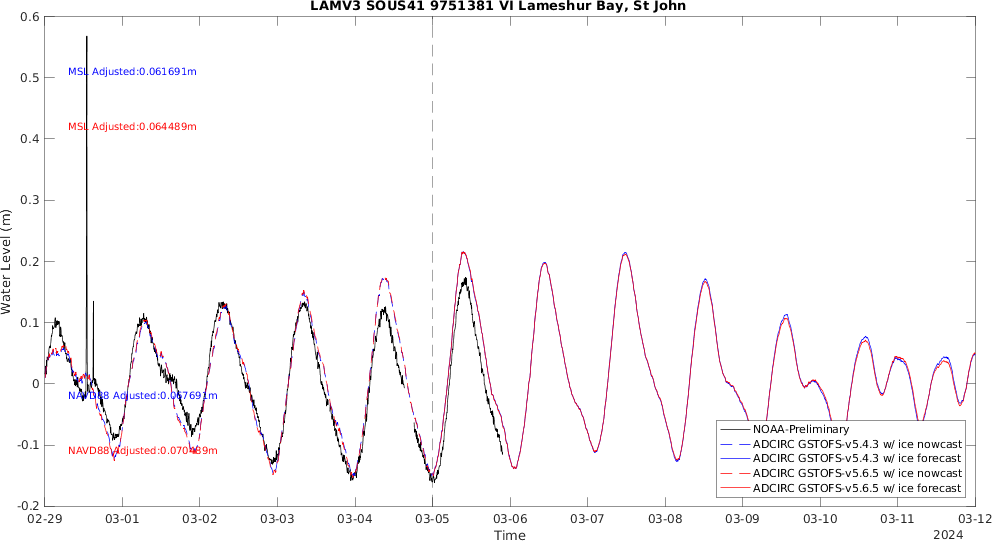 LAMV3 SOUS41 9751381 VI Lameshur Bay, St John
0.6
0.5
0.4
0.3
0.2
0.1
0
-0.1
-0.2
Water Level (m)
MSL Adjusted:0.061691m
MSL Adjusted:0.064489m
NAVD88 Adjusted:0.067691m
NAVD88 Adjusted:0.070489m
NOAA-Preliminary
ADCIRC GSTOFS-v5.4.3 w/ ice nowcast
ADCIRC GSTOFS-v5.4.3 w/ ice forecast
ADCIRC GSTOFS-v5.6.5 w/ ice nowcast
ADCIRC GSTOFS-v5.6.5 w/ ice forecast
02-29 03-01 03-02 03-03 03-04 03-05 03-06 03-07 03-08 03-09 03-10 03-11 03-12
Time
2024